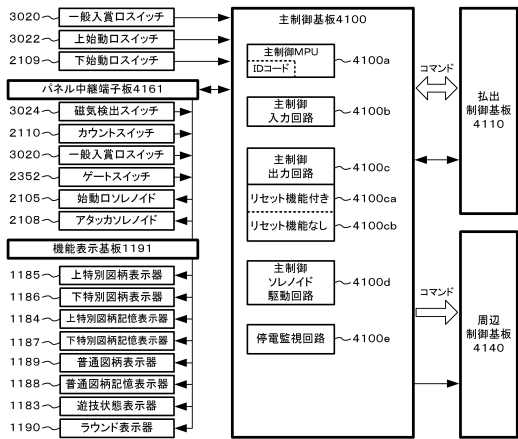 3020 一般入賞口スイッチ
3022 上始動口スイッチ
2109 下始動口スイッチ
パネル中継端子板4161
3024 磁気検出スイッチ
2110 カウントスイッチ
3020 一般入賞口スイッチ
2352 ゲートスイッチ
2105 始動口ソレノイド
2108 アタッカソレノイド
機能表示基板1191
1185 上特別図柄表示器
1186 下特別図柄表示器
1184 上特別図柄記憶表示器
1187 下特別図柄記憶表示器
1189 普通図柄表示器
1188 普通図柄記憶表示器
1183 遊技状態表示器
1190 ラウンド表示器
主制御基板4100
主制御MPU 4100a
IDコード
主制御
入力回路 4100b
主制御
出力回路 4100c
リセット機能付き 4100ca
リセット機能なし 4100cb
主制御
ソレノイド
駆動回路 4100d
停電監視回路 4100e
コマンド
払出
制御基板
4110
コマンド
周辺
制御基板
4140